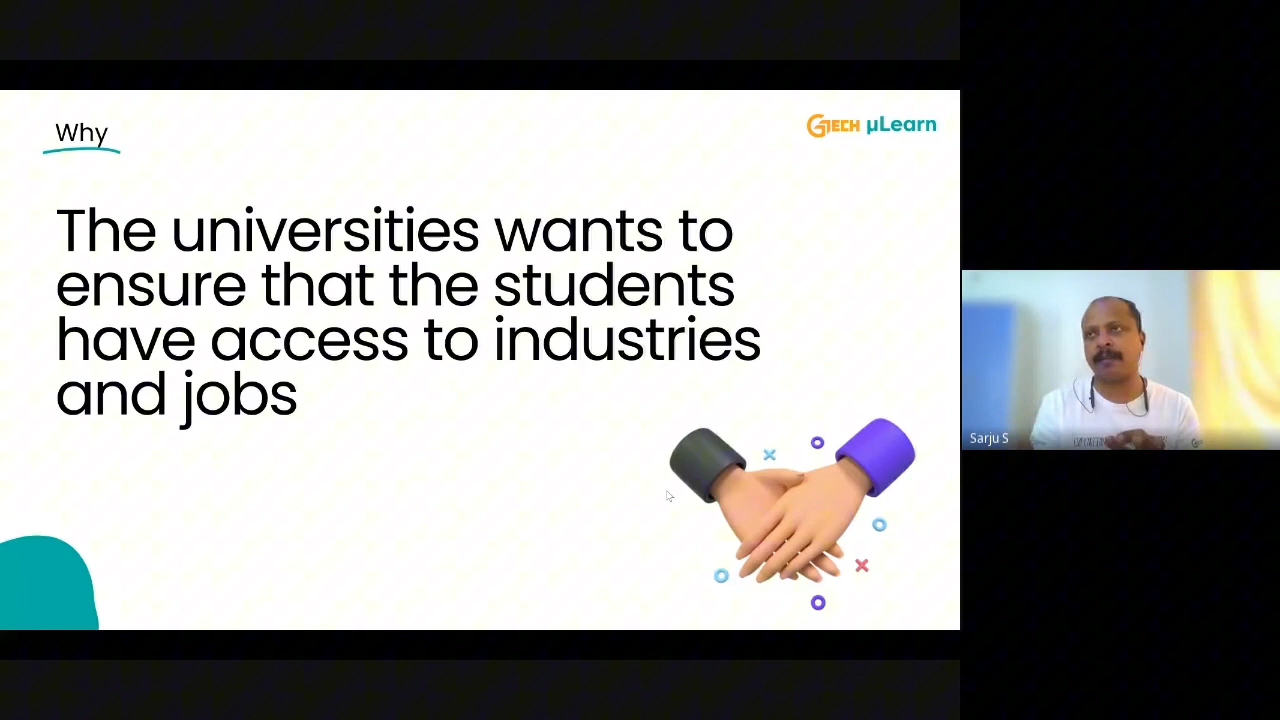 Why
GTECH µLearn
The universities wants to
ensure that the students
have access to industries
and jobs
Sarju S